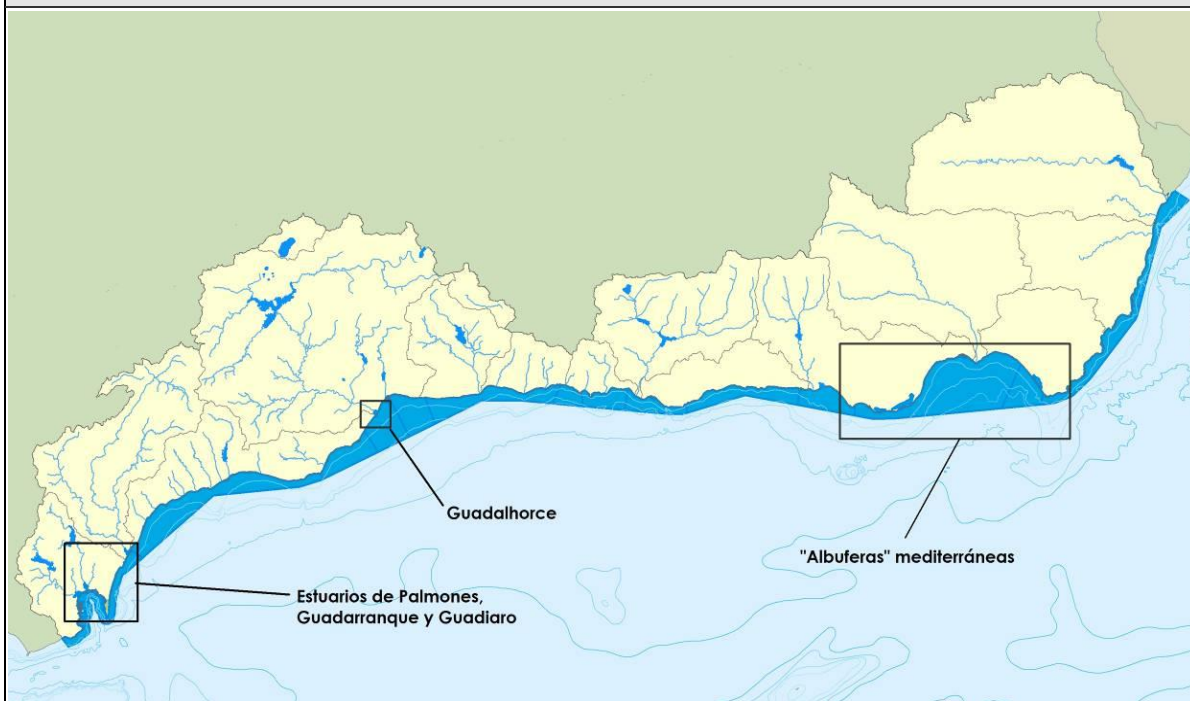 Guadalhorce
"Albuferas" mediterráneas
Estuarios de Palmones,
Guadarranque y Guadiaro